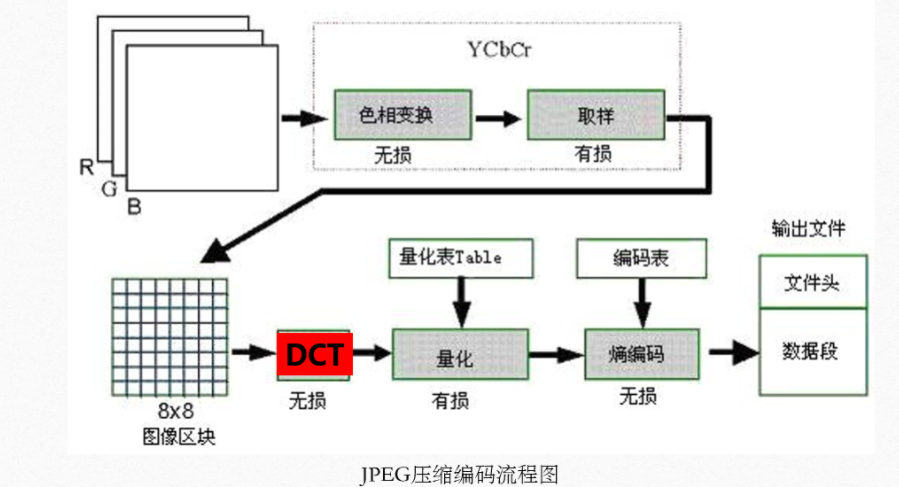 YCbCr
色相变换
取样
无损
有损
R
G
B
输出文件
量化表Table
编码表
文件头
DCT
量化
熵编码
数据段
无损
有损
无损
8x8
图像区块
JPEG压缩编码流程图